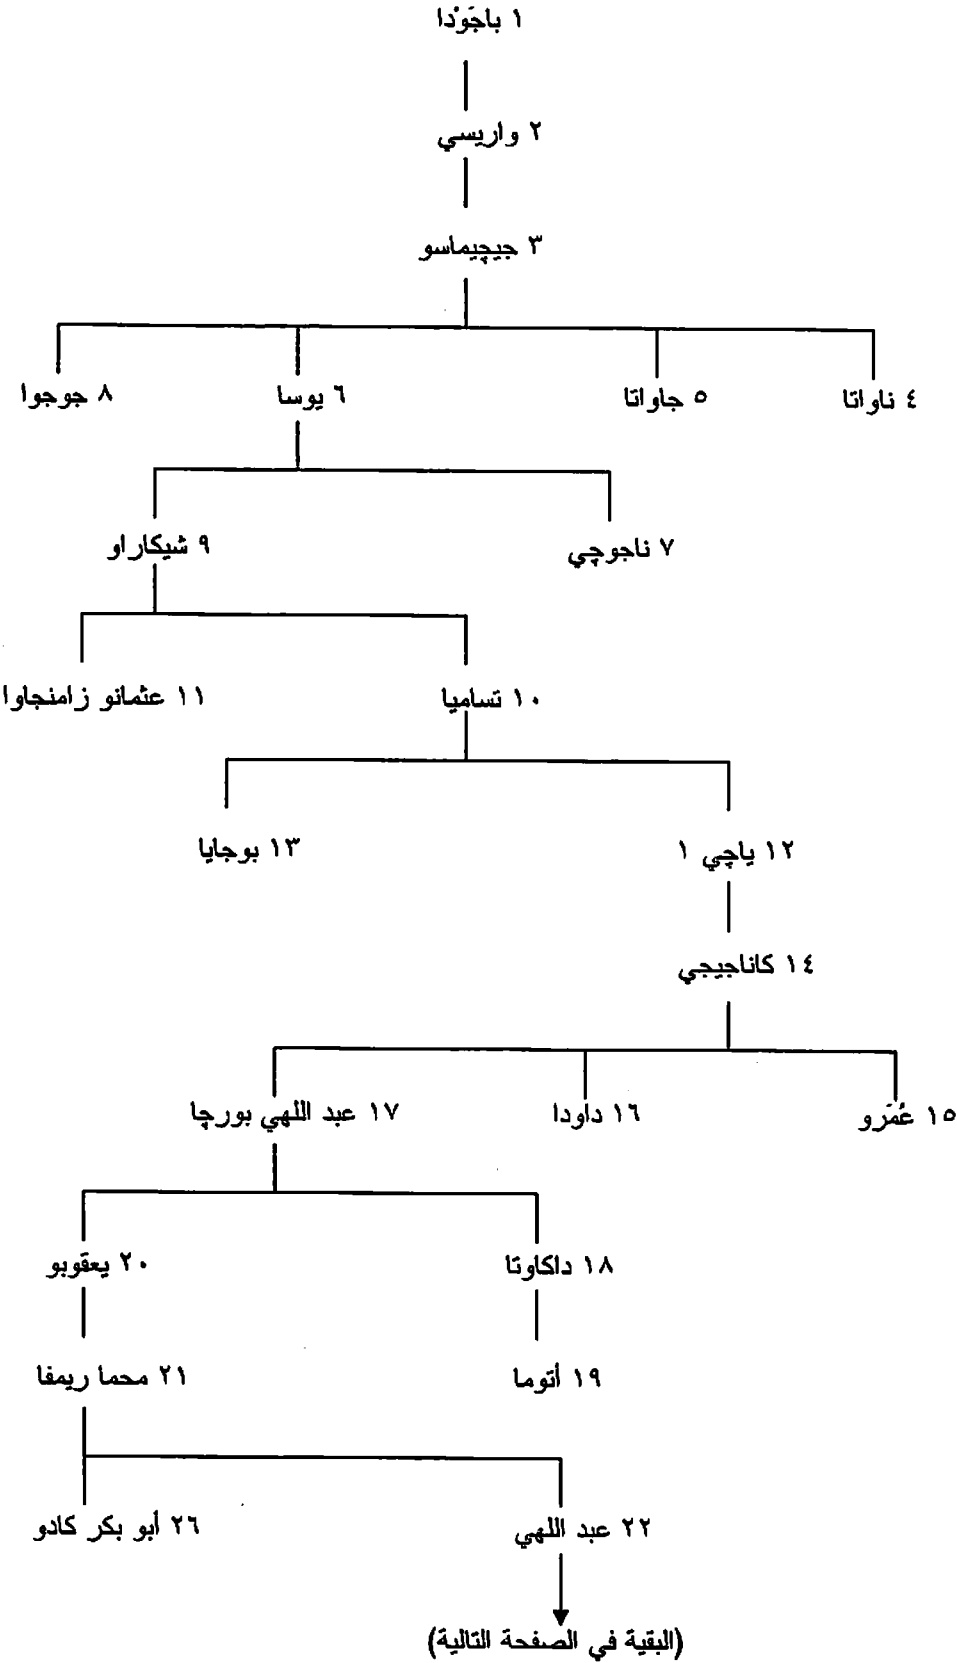 ١ باجَوْدا
٢ واريسي
٣ جيچيماسو
٤ ناواتا
٥ جاواتا
٦ يوسا
٨ جوجوا
٧ ناجوچي
٩ شيكاراو
١٠ تساميا
١١ عثمانو زامنجاوا
١٢ ياچي ١
١٣ بوجايا
١٤ كاناجيجي
١٥ عُمَرو
١٦ داودا
١٧ عبد اللهي بورچا
١٨ داكاوتا
٢٠ يعقوبو
١٩ أتوما
٢١ محما ريمفا
٢٢ عبد اللهي
٢٦ أبو بكر كادو
(البقية في الصفحة التالية)